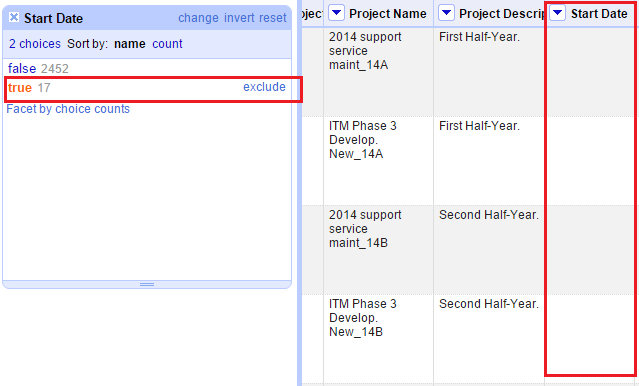 Start Date change invert reset
2 choices Sort by: name count
false 2452
true 17 exclude
Facet by choice counts
Project Name Project Descrip Start Date
2014 support
service
maint_14A
First Half-Year.
ITM Phase 3
Develop.
New_14A
First Half-Year.
2014 support
service
maint_14B
Second Half-Year.
ITM Phase 3
Develop.
New_14B
Second Half-Year.